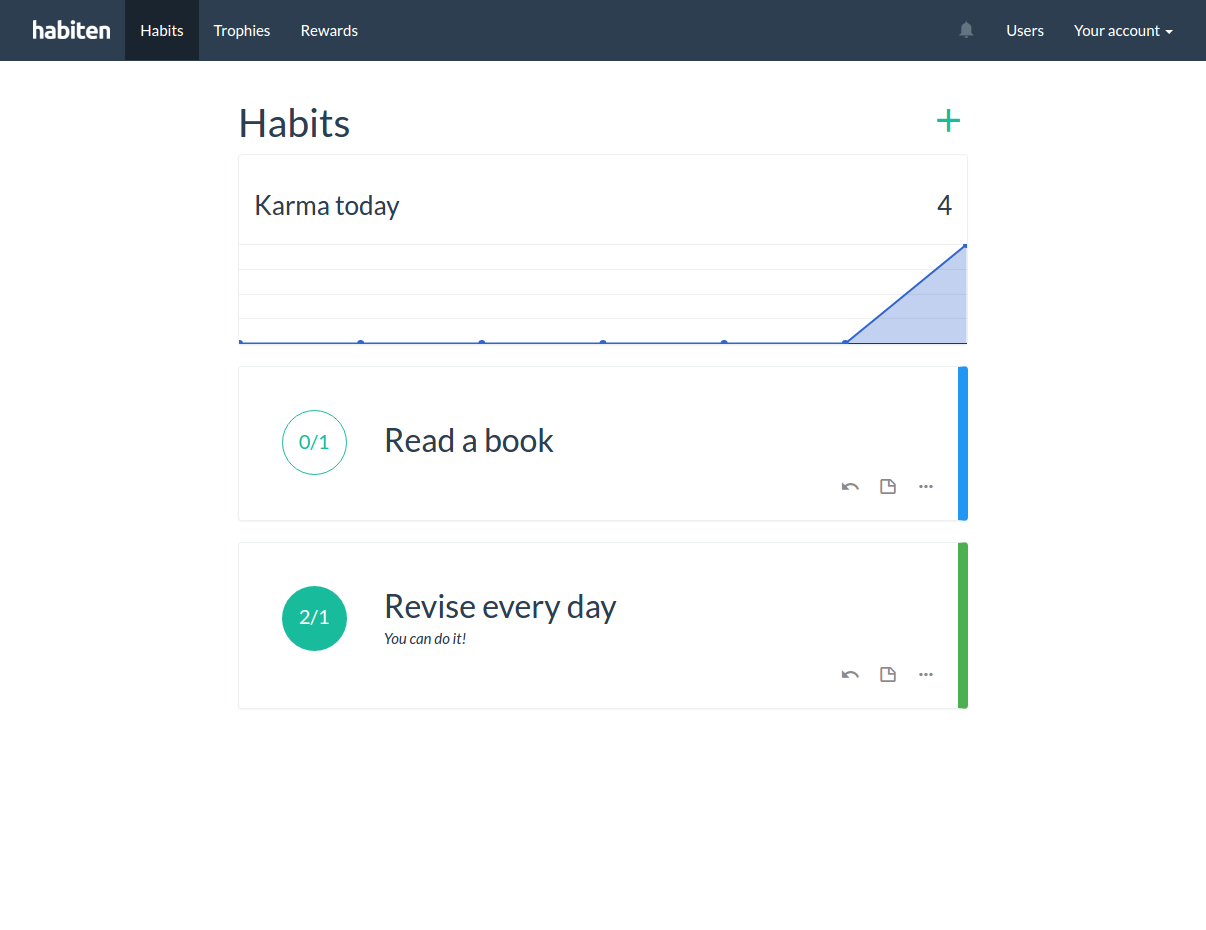 habiten Habits Trophies Rewards Users Your account
Habits
Karma today 4
0/1 Read a book
2/1 Revise every day
You can do it!